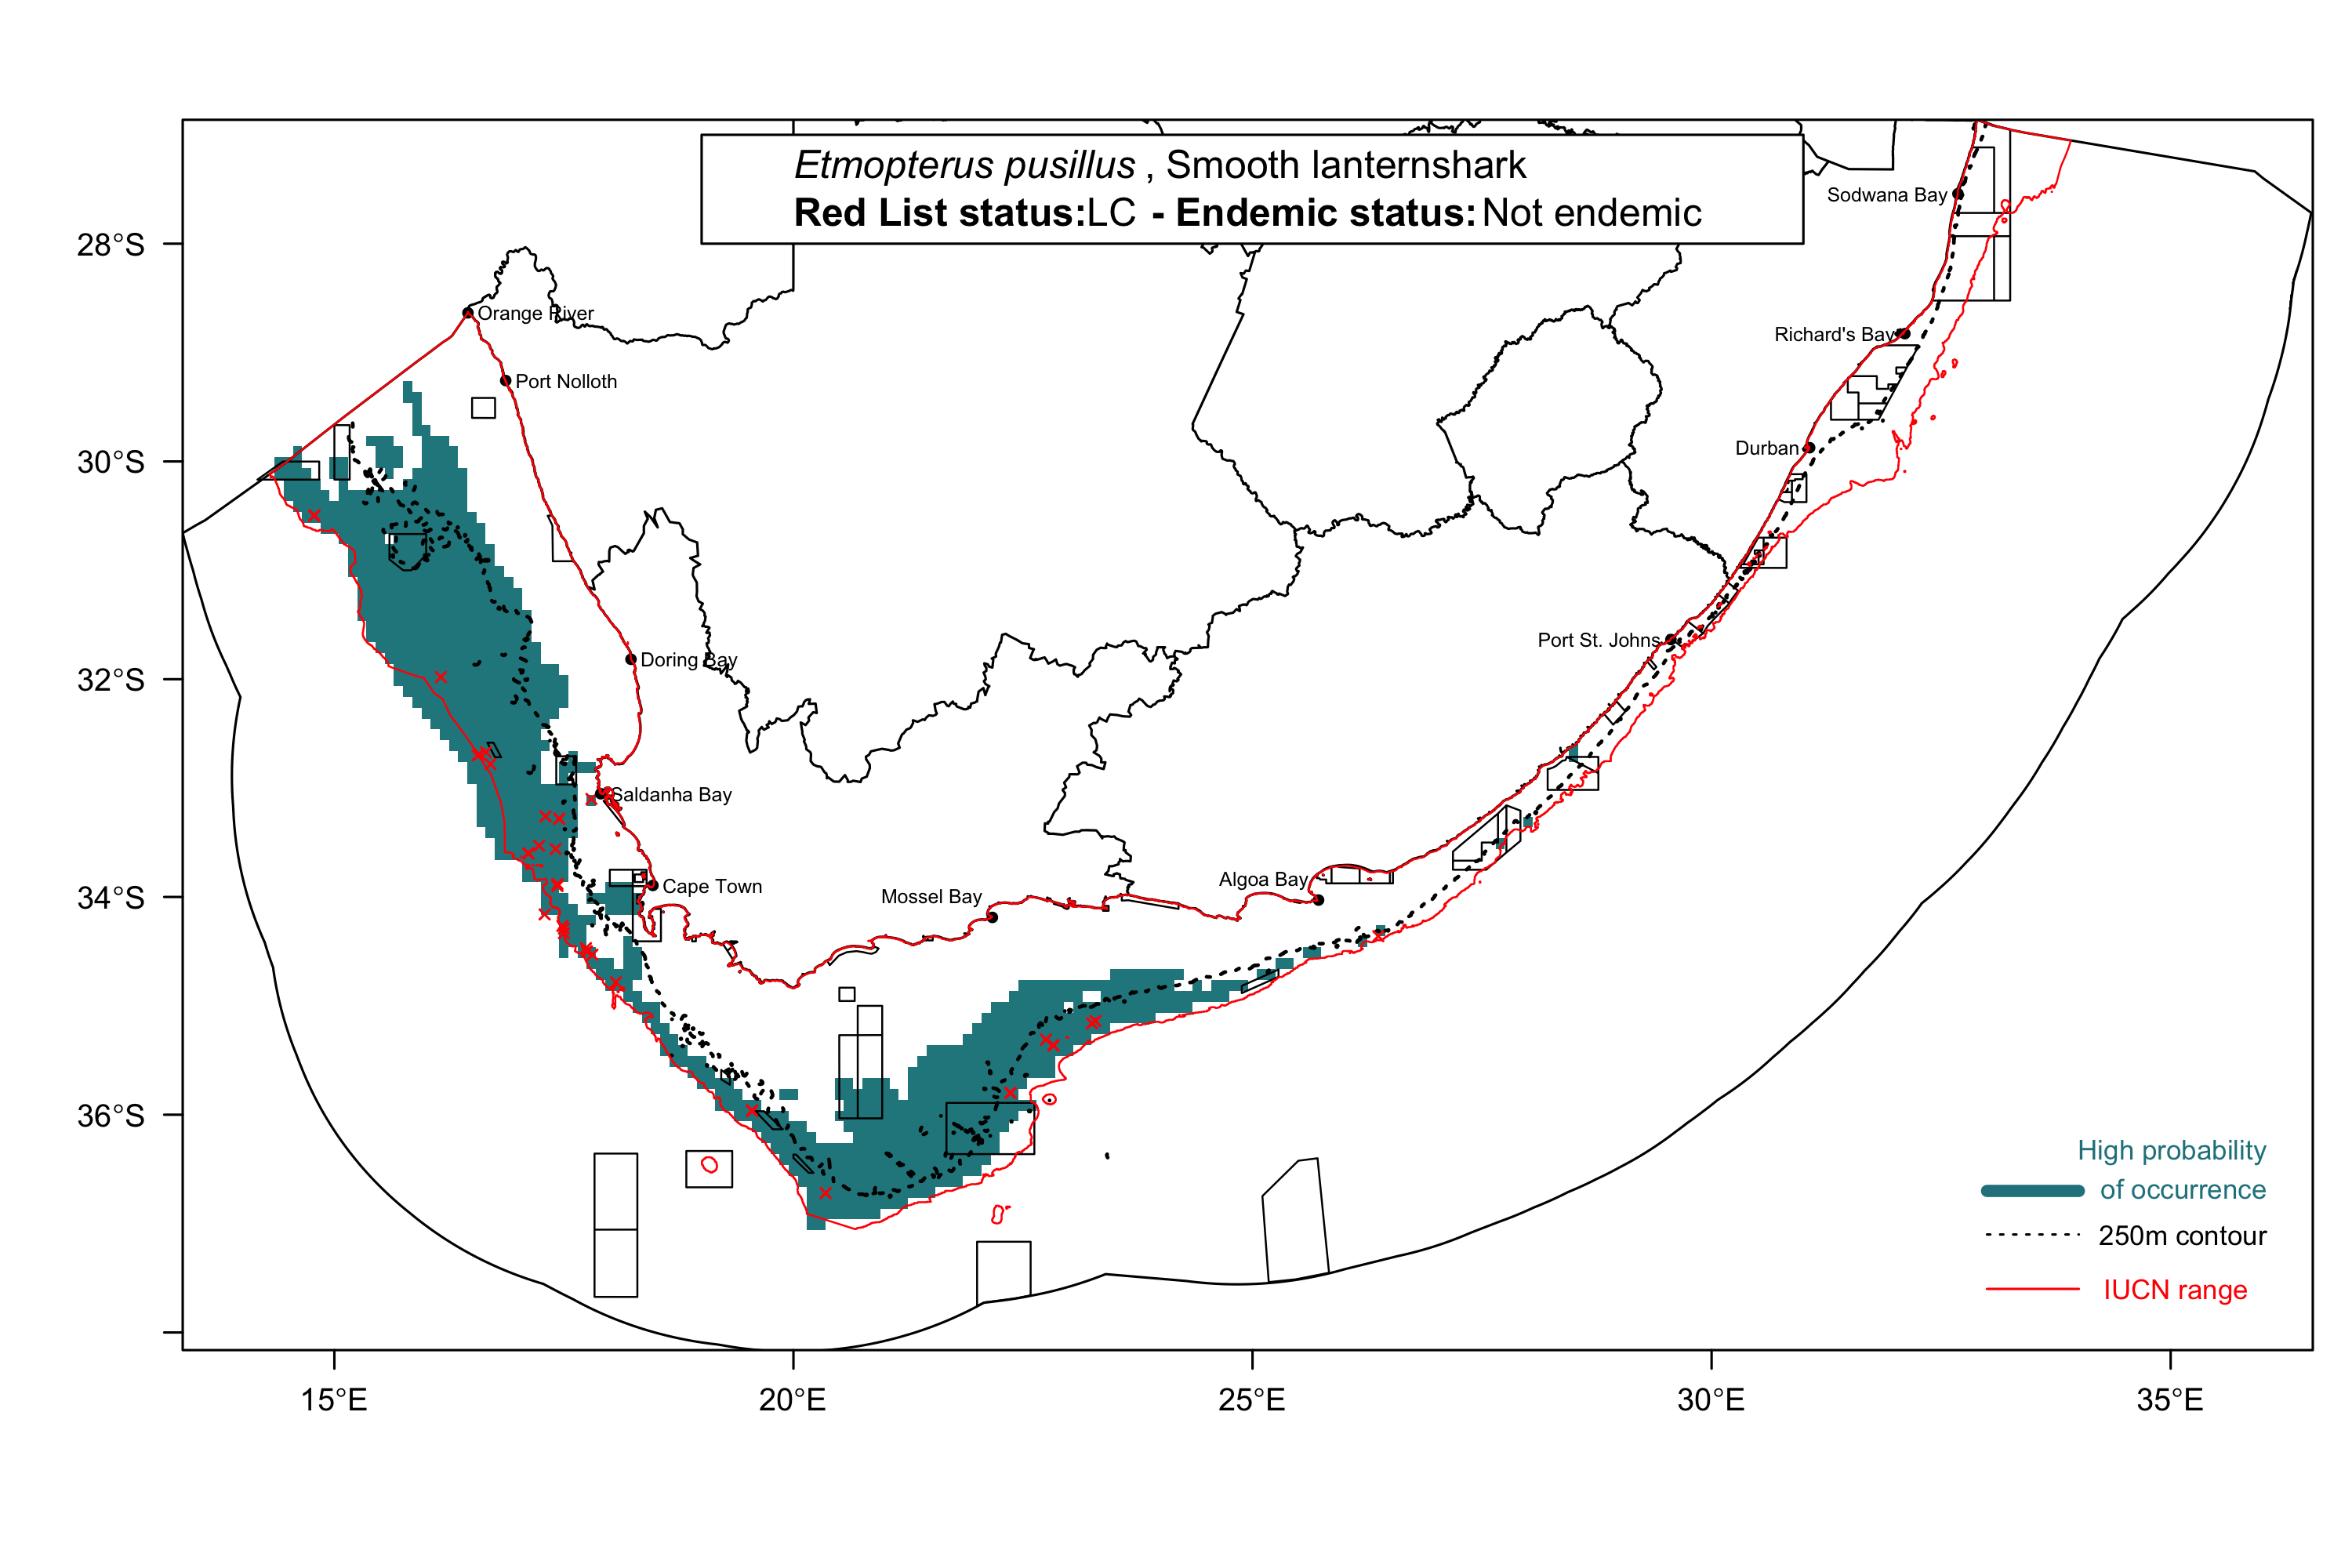 Etmopterus pusillus , Smooth lanternshark
Red List status:LC - Endemic status: Not endemic
28°S
30°S
32°S
34°S
36°S
Sodwana Bay
Orange River
Richard's Bay
Port Nolloth
Durban
Port St. Johns
Doring Bay
Saldanha Bay
Cape Town
Mossel Bay
Algoa Bay
High probability
of occurrence
250m contour
IUCN range
15°E
20°E
25°E
30°E
35°E